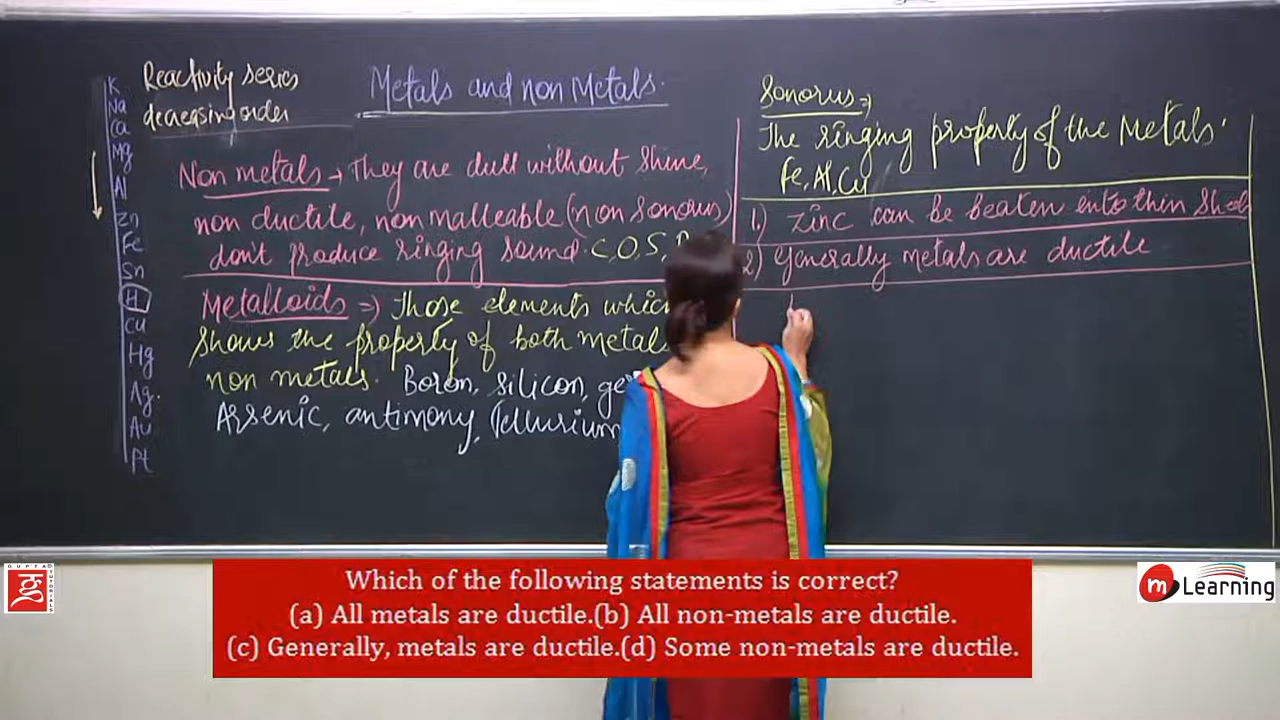 K
Na
Ca
Mg
Al
Zn
Fe
Sn
H
Cu
Hg
Ag.
Au
Pt
Reactivity series
decreasing order
Metals and non Metals.
Non metals → They are dull without shine,
non ductile, non malleable (non Sonorus)
don't produce ringing sound. C, O, S,
Metalloids => Those elements which
shows the property of both metal
non metals. Boron, silicon, ge
Arsenic, antimony, Tellurium
Sonorus =>
The ringing property of the Metals.
Fe, Al, Cu
1) Zinc can be beaten into thin
2) Generally metals are ductile
GUPTA
TUTORIALS
m Learning
Which of the following statements is correct?
(a) All metals are ductile.(b) All non-metals are ductile.
(c) Generally, metals are ductile.(d) Some non-metals are ductile.